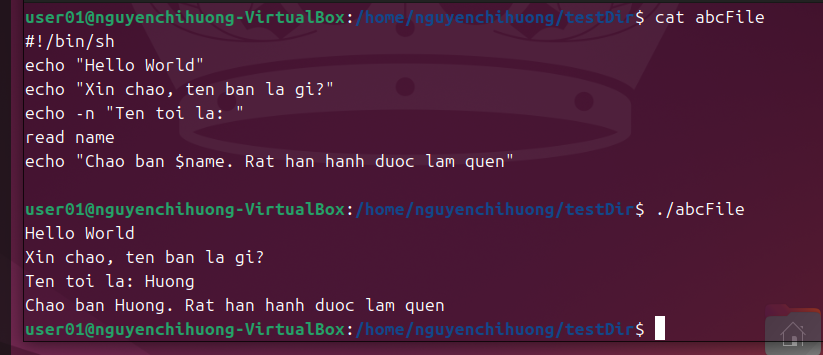 user01@nguyenchihuong-VirtualBox:/home/nguyenchihuong/testDir$ cat abcFile
#!/bin/sh
echo "Hello World"
echo "Xin chao, ten ban la gi?"
echo -n "Ten toi la: "
read name
echo "Chao ban $name. Rat han hanh duoc lam quen"
user01@nguyenchihuong-VirtualBox:/home/nguyenchihuong/testDir$ ./abcFile
Hello World
Xin chao, ten ban la gi?
Ten toi la: Huong
Chao ban Huong. Rat han hanh duoc lam quen
user01@nguyenchihuong-VirtualBox:/home/nguyenchihuong/testDir$